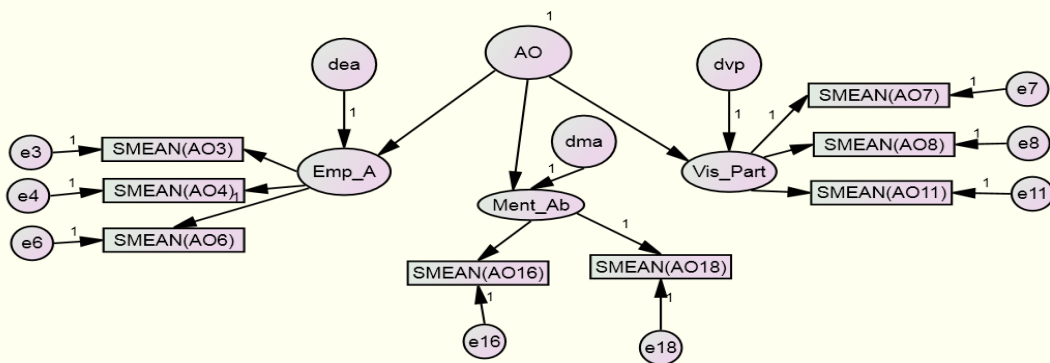 1
AO
dea
dvp
1
1
1
SMEAN(AO7)
1
e7
e3
1
SMEAN(AO3)
dma
SMEAN(AO8)
1
e8
Emp_A
1
Vis_Part
e4
1
SMEAN(AO4)
1
SMEAN(AO11)
1
e11
Ment_Ab
e6
1
SMEAN(AO6)
1
SMEAN(AO16)
SMEAN(AO18)
1
1
e16
e18